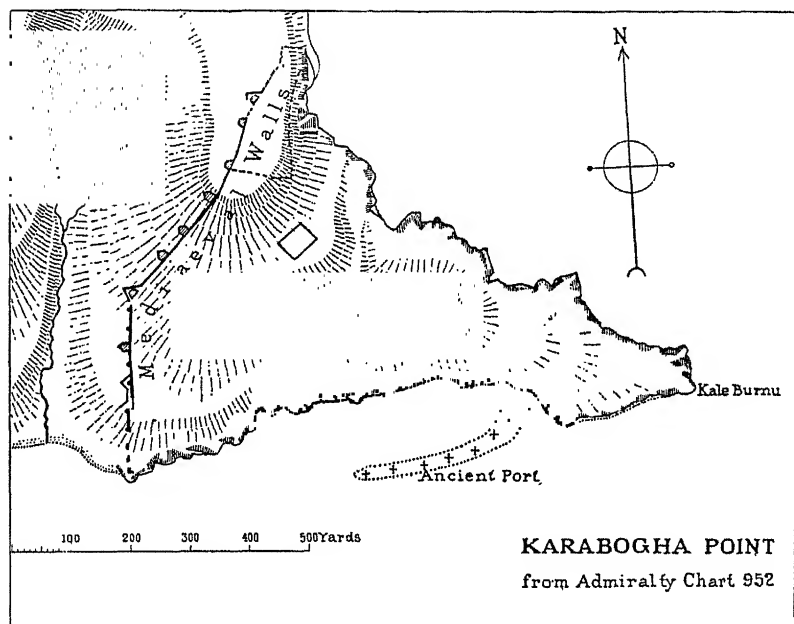 N
Mediaeval Walls
Kale Burnu
Ancient Port
100 200 300 400 500 Yards
KARABOGHA POINT
from Admiralty Chart 952